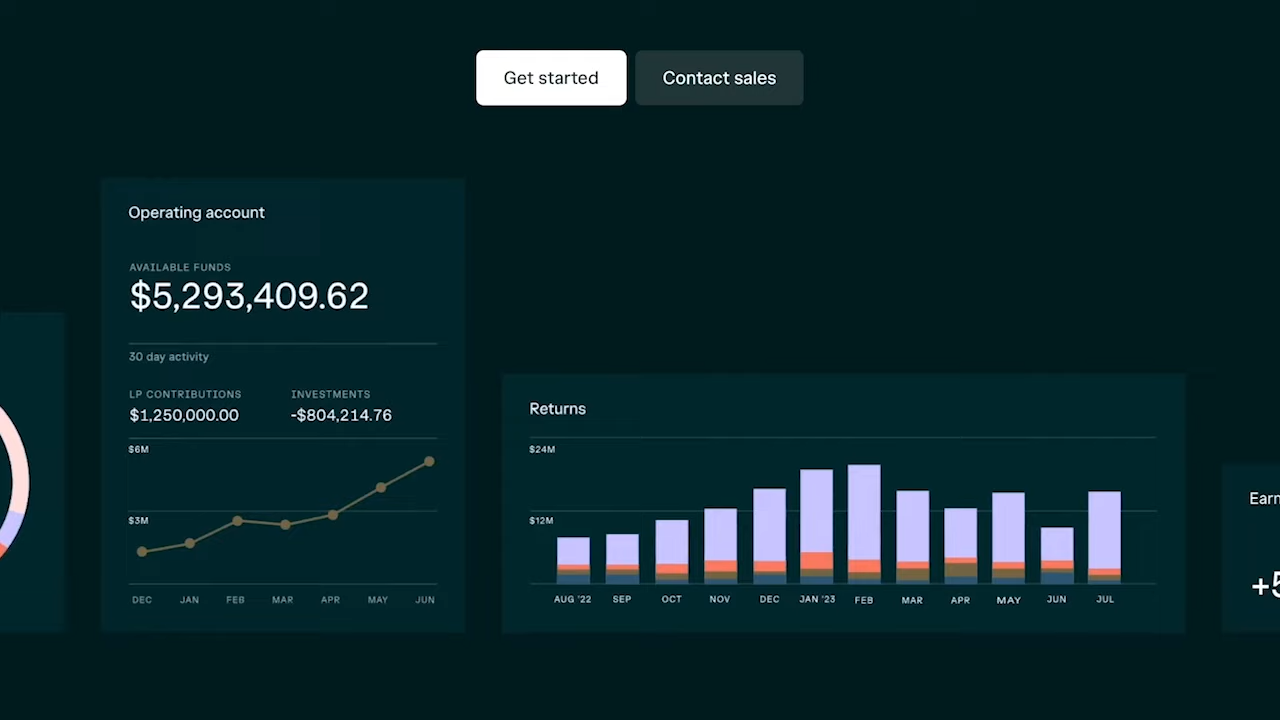 Get started
Contact sales
Operating account
AVAILABLE FUNDS
$5,293,409.62
30 day activity
LP CONTRIBUTIONS
$1,250,000.00
INVESTMENTS
-$804,214.76
$6M
$3M
DEC JAN FEB MAR APR MAY JUN
Returns
$24M
$12M
AUG '22 SEP OCT NOV DEC JAN '23 FEB MAR APR MAY JUN JUL
Earn
+5